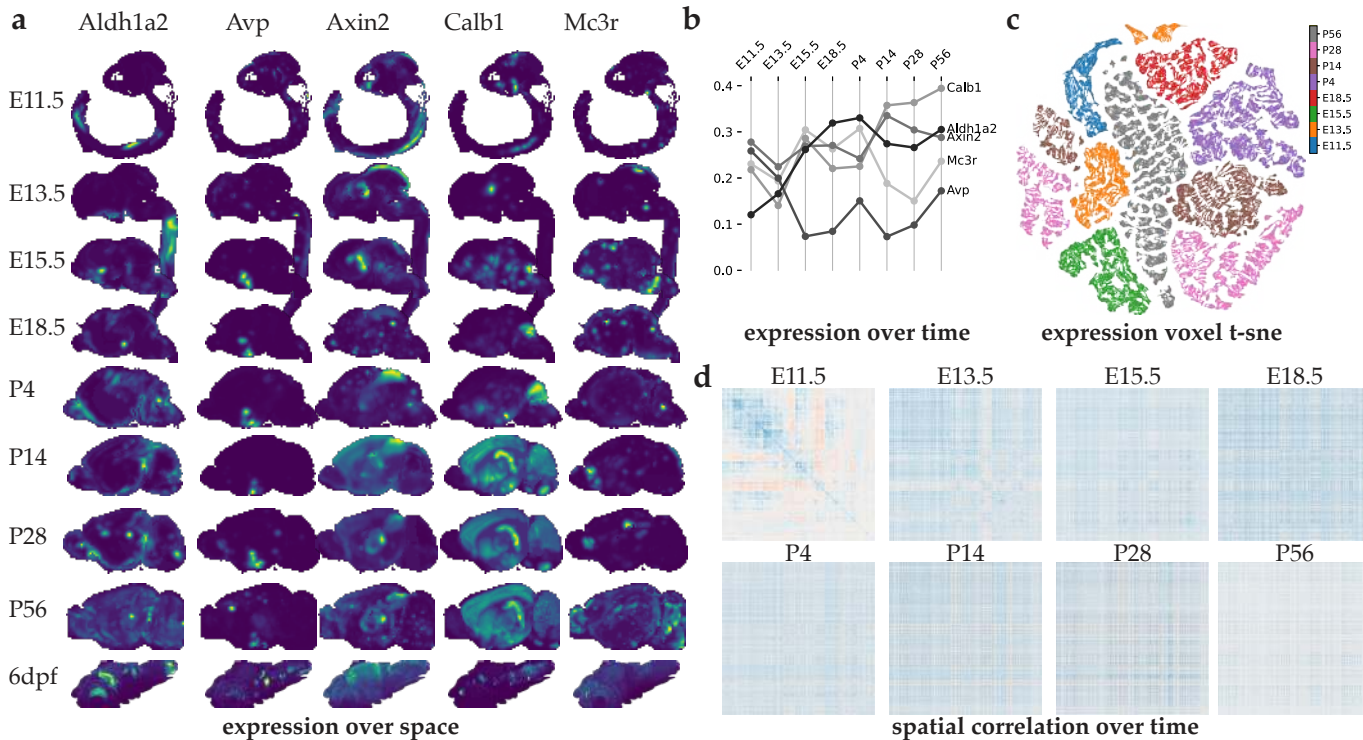 a
Aldh1a2 Avp Axin2 Calb1 Mc3r
E11.5
E13.5
E15.5
E18.5
P4
P14
P28
P56
6dpf
expression over space
b
E11.5 E13.5 E15.5 E18.5 P4 P14 P28 P56
0.4
0.3
0.2
0.1
0.0
Calb1
Aldh1a2
Axin2
Mc3r
Avp
expression over time
c
P56
P28
P14
P4
E18.5
E15.5
E13.5
E11.5
expression voxel t-sne
d
E11.5 E13.5 E15.5 E18.5
P4 P14 P28 P56
spatial correlation over time